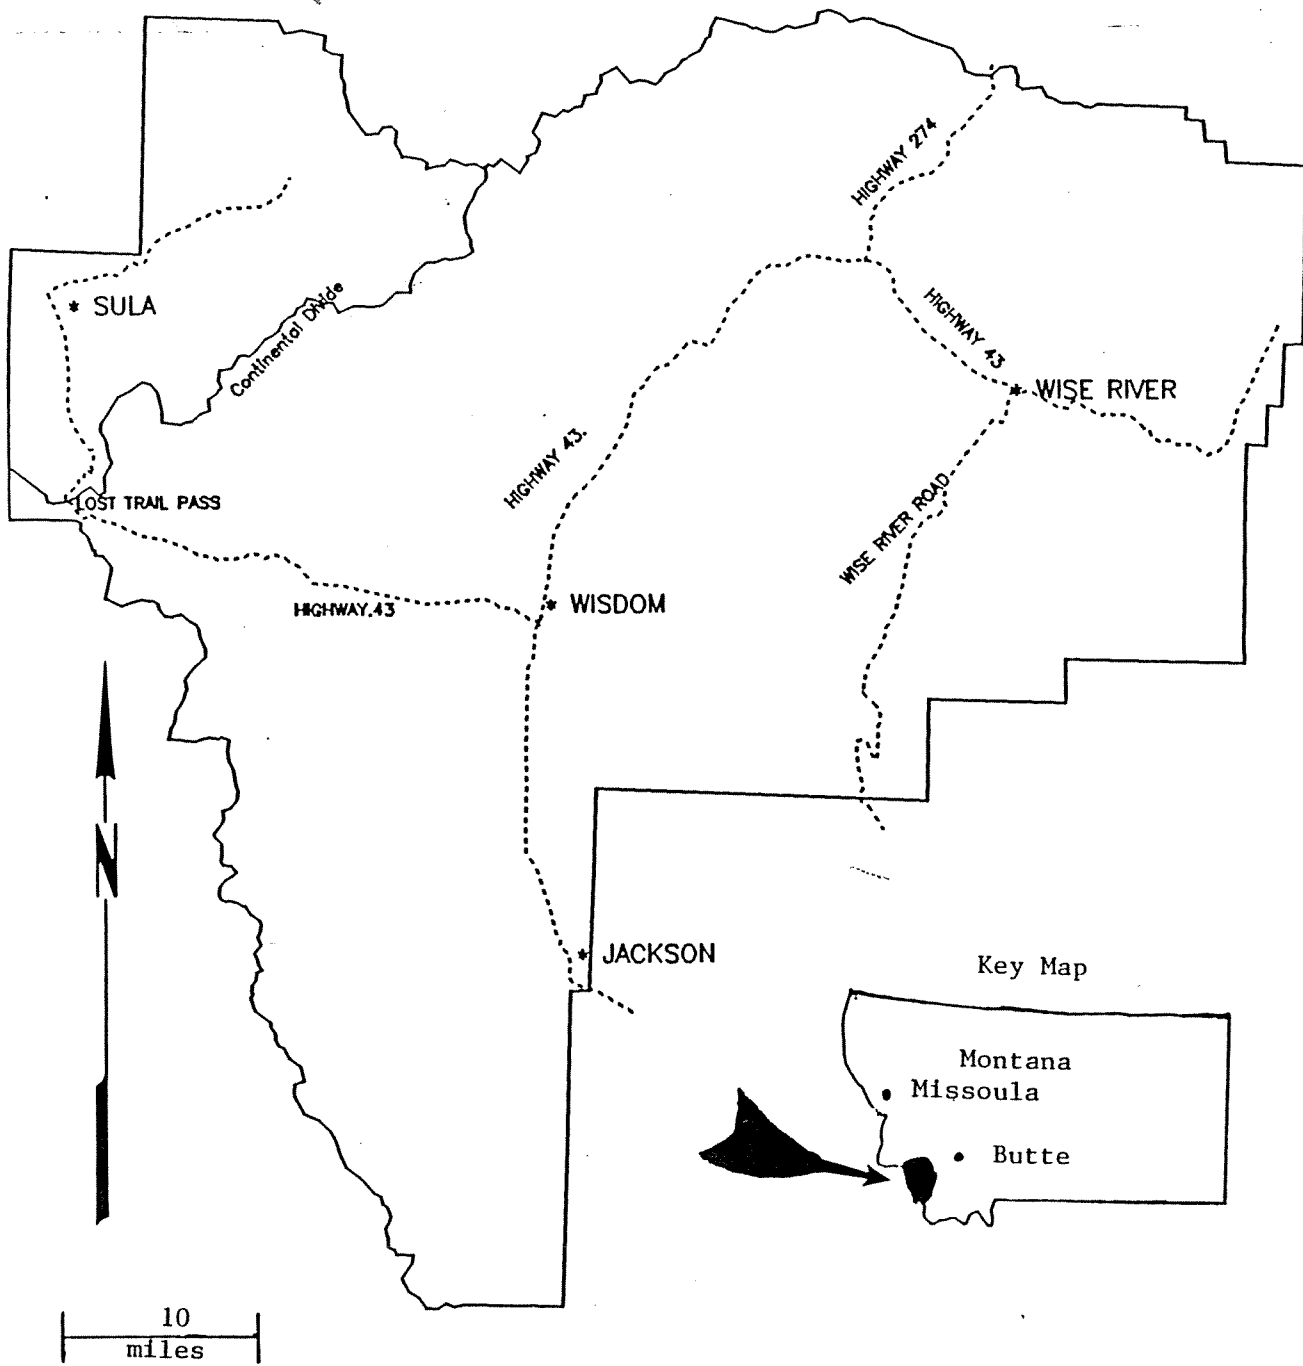 HIGHWAY 274
SULA
Continental Divide
HIGHWAY 43
WISE RIVER
HIGHWAY 43.
LOST TRAIL PASS
WISE RIVER ROAD
HIGHWAY.43
WISDOM
N
JACKSON
Key Map
Montana
Missoula
Butte
10
miles